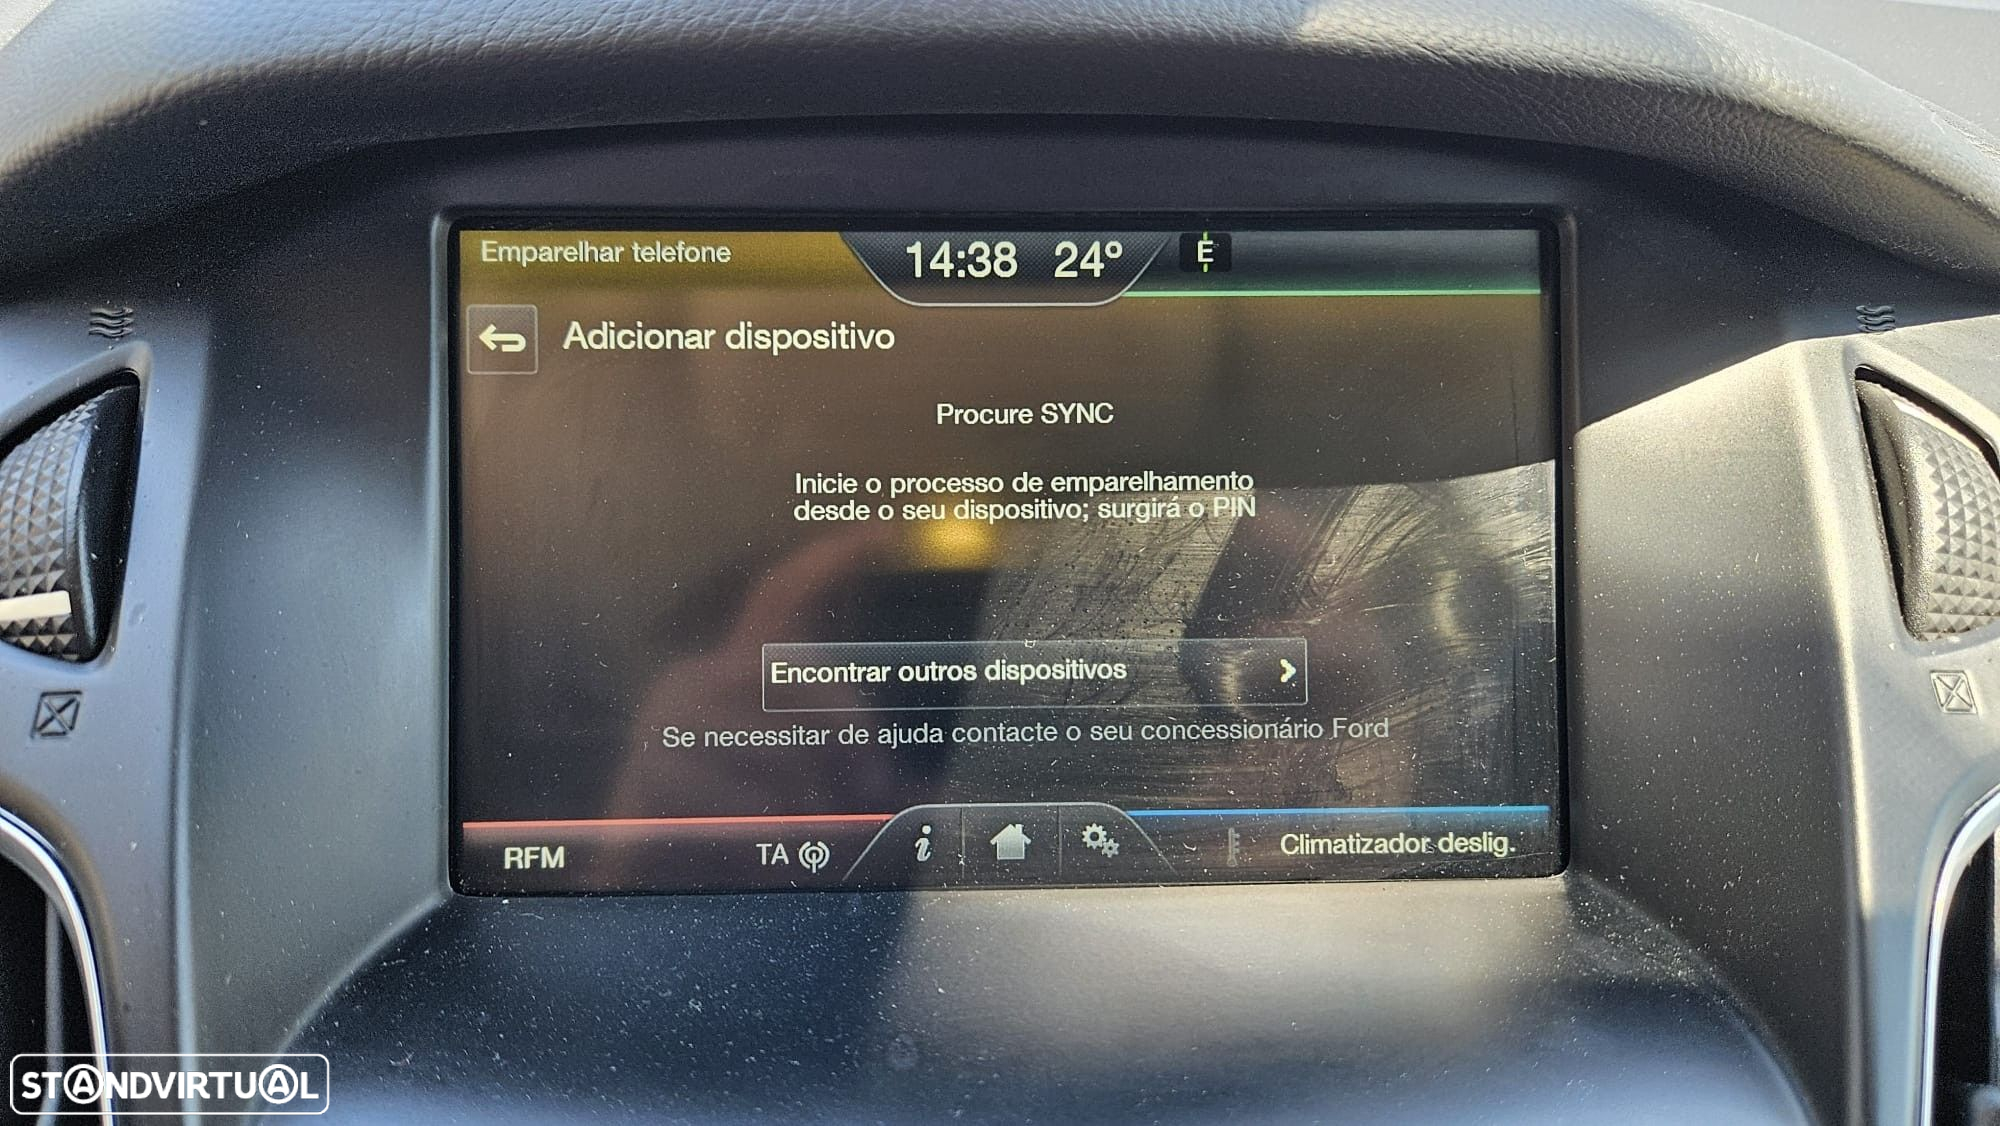 Emparelhar telefone
14:38 24º
E
Adicionar dispositivo
Procure SYNC
Inicie o processo de emparelhamento
desde o seu dispositivo; surgirá o PIN
Encontrar outros dispositivos
Se necessitar de ajuda contacte o seu concessionário Ford
RFM
TA
i
Climatizador deslig.
STANDVIRTUAL